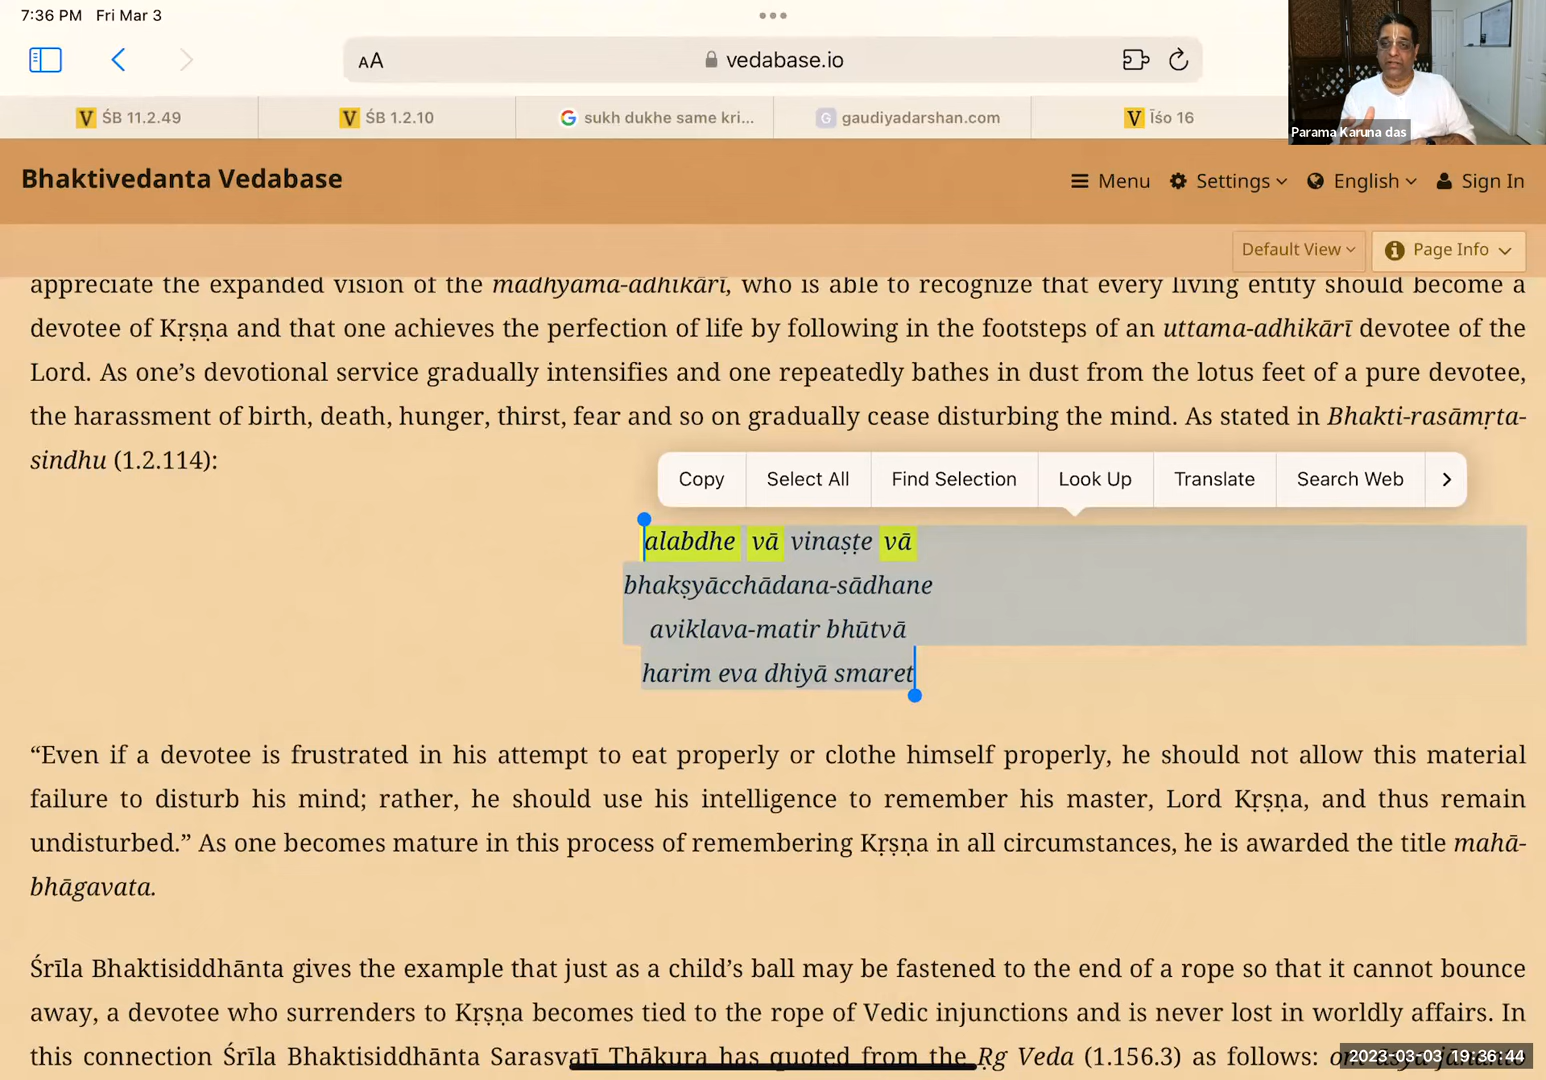 7:36 PM Fri Mar 3
AA vedabase.io
ŚB 11.2.49 ŚB 1.2.10 sukh dukhe same kri... gaudiyadarshan.com Īśo 16
Parama Karuna das
Bhaktivedanta Vedabase Menu Settings English Sign In
Default View Page Info
appreciate the expanded vision of the madhyama-adhikārī, who is able to recognize that every living entity should become a
devotee of Kṛṣṇa and that one achieves the perfection of life by following in the footsteps of an uttama-adhikārī devotee of the
Lord. As one’s devotional service gradually intensifies and one repeatedly bathes in dust from the lotus feet of a pure devotee,
the harassment of birth, death, hunger, thirst, fear and so on gradually cease disturbing the mind. As stated in Bhakti-rasāmṛta-
sindhu (1.2.114):
Copy Select All Find Selection Look Up Translate Search Web
alabdhe vā vinaṣṭe vā
bhakṣyācchādana-sādhane
aviklava-matir bhūtvā
harim eva dhiyā smaret
“Even if a devotee is frustrated in his attempt to eat properly or clothe himself properly, he should not allow this material
failure to disturb his mind; rather, he should use his intelligence to remember his master, Lord Kṛṣṇa, and thus remain
undisturbed.” As one becomes mature in this process of remembering Kṛṣṇa in all circumstances, he is awarded the title mahā-
bhāgavata.
Śrīla Bhaktisiddhānta gives the example that just as a child’s ball may be fastened to the end of a rope so that it cannot bounce
away, a devotee who surrenders to Kṛṣṇa becomes tied to the rope of Vedic injunctions and is never lost in worldly affairs. In
this connection Śrīla Bhaktisiddhānta Sarasvatī Ṭhākura has quoted from the Ṛg Veda (1.156.3) as follows:
2023-03-03 19:36:44